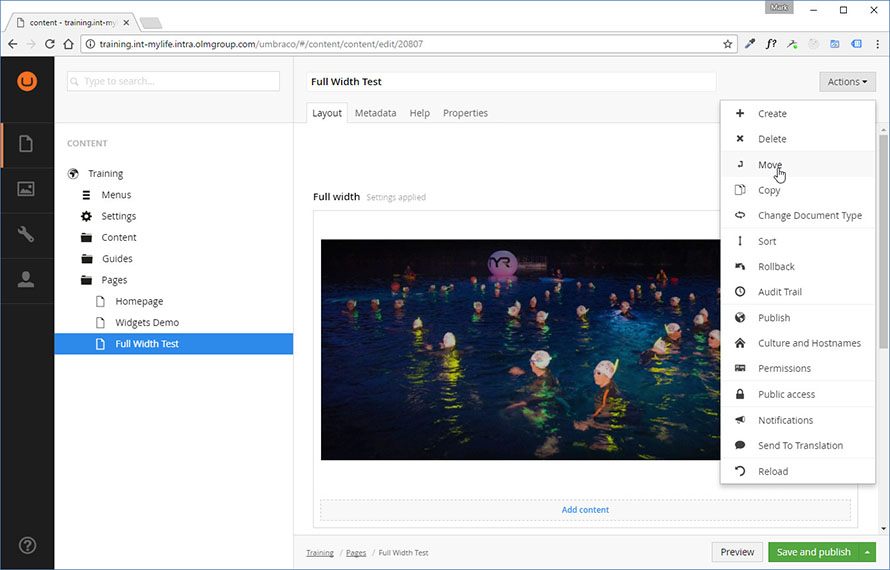 Mark
content - training.int-myl
training.int-mylife.intra.olmgroup.com/umbraco/#/content/content/edit/20807
f?
Type to search...
Full Width Test
Actions
Layout
Metadata
Help
Properties
CONTENT
Training
Menus
Settings
Content
Guides
Pages
Homepage
Widgets Demo
Full Width Test
Full width
Settings applied
YR
Create
Delete
Move
Copy
Change Document Type
Sort
Rollback
Audit Trail
Publish
Culture and Hostnames
Permissions
Public access
Notifications
Send To Translation
Reload
Add content
Training / Pages / Full Width Test
Preview
Save and publish